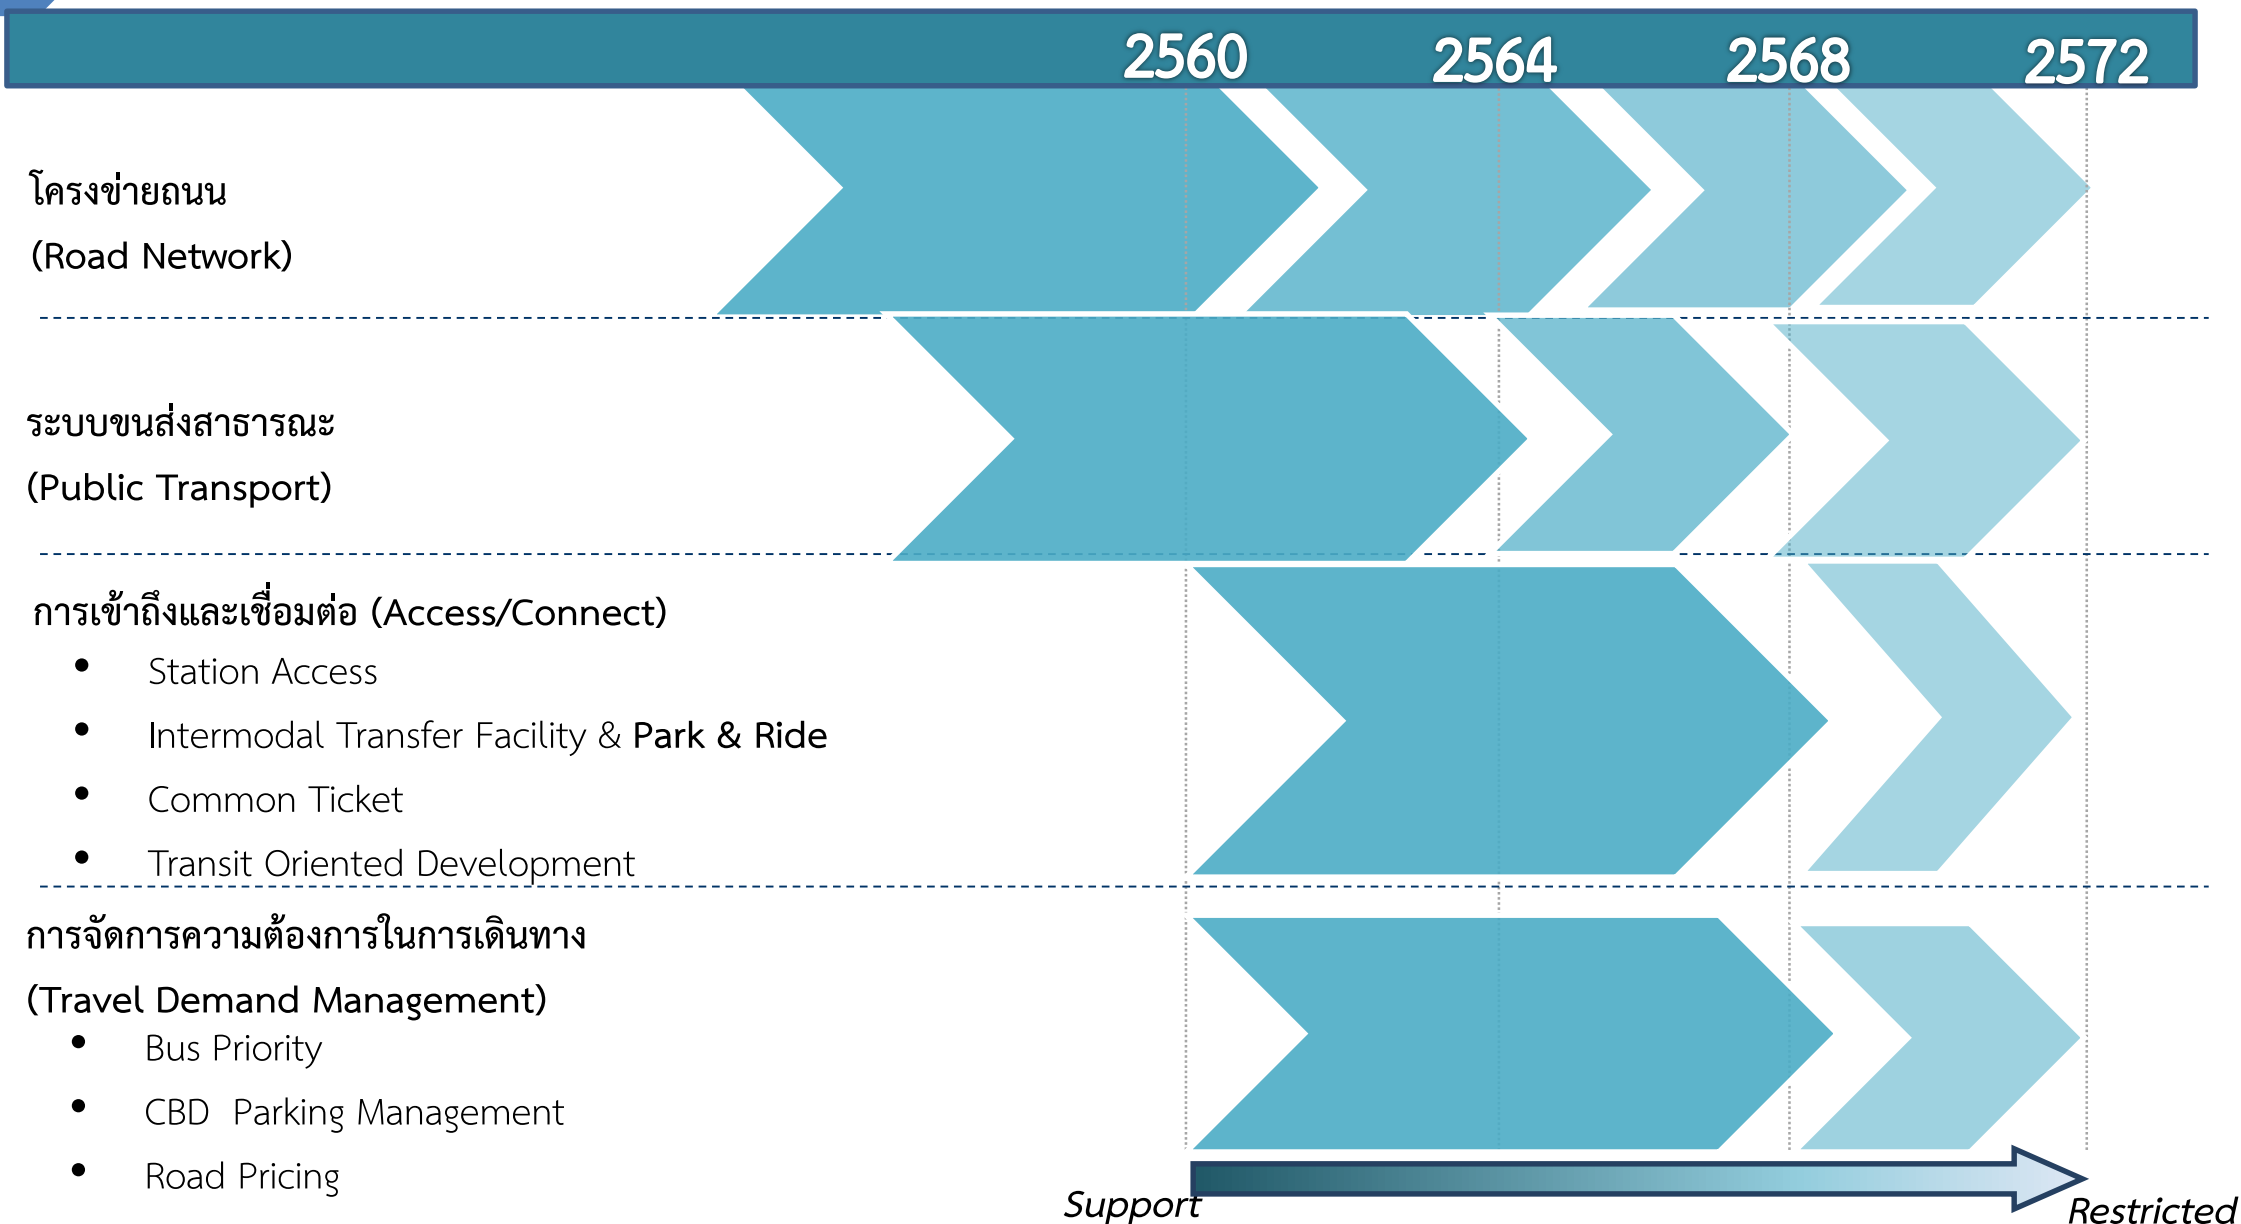 2560 2564 2568 2572
โครงข่ายถนน
(Road Network)
ระบบขนส่งสาธารณะ
(Public Transport)
การเข้าถึงและเชื่อมต่อ (Access/Connect)
• Station Access
• Intermodal Transfer Facility & Park & Ride
• Common Ticket
• Transit Oriented Development
การจัดการความต้องการในการเดินทาง
(Travel Demand Management)
• Bus Priority
• CBD Parking Management
• Road Pricing
Support Restricted